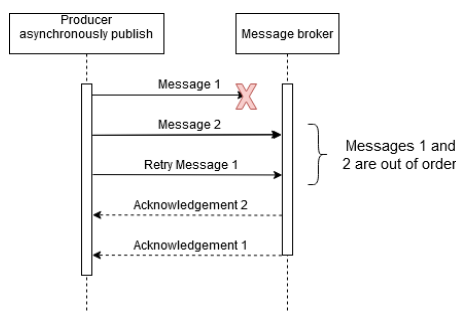 Producer
asynchronously publish
Message broker
Message 1
Message 2
Retry Message 1
Messages 1 and
2 are out of order
Acknowledgement 2
Acknowledgement 1